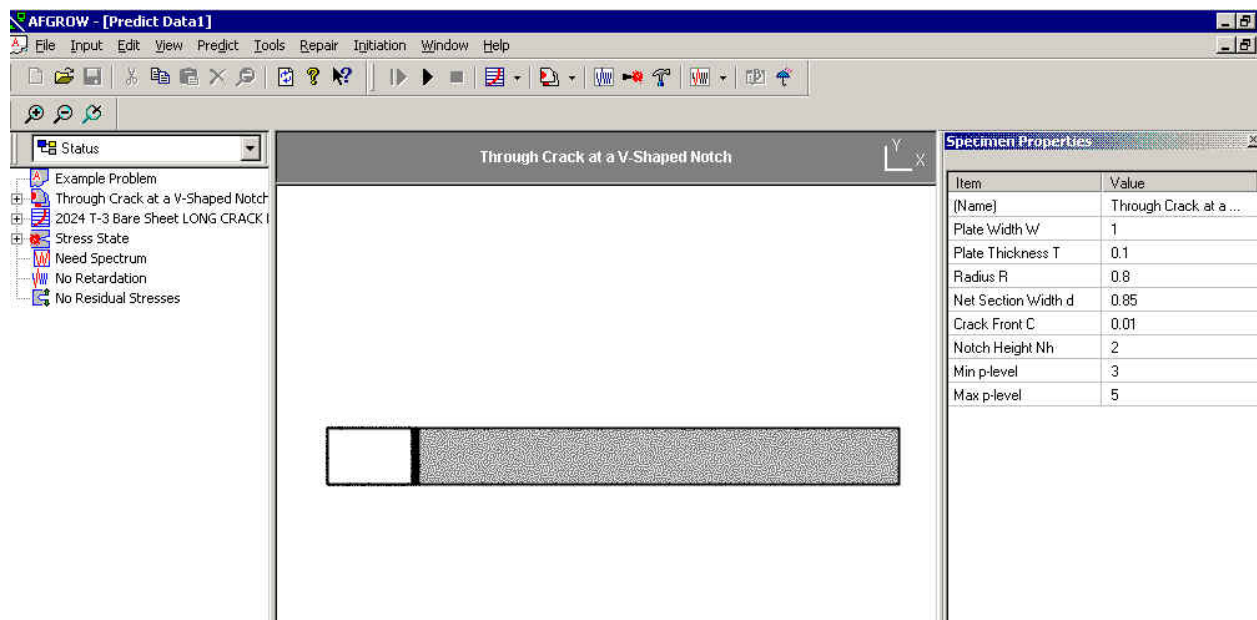 AFGROW - [Predict Data1]
File Input Edit View Predict Tools Repair Initiation Window Help
Status
Example Problem
Through Crack at a V-Shaped Notch
2024 T-3 Bare Sheet LONG CRACK
Stress State
Need Spectrum
No Retardation
No Residual Stresses
Through Crack at a V-Shaped Notch
Y
X
Specimen Properties
Item Value
(Name) Through Crack at a ...
Plate Width W 1
Plate Thickness T 0.1
Radius R 0.8
Net Section Width d 0.85
Crack Front C 0.01
Notch Height Nh 2
Min p-level 3
Max p-level 5